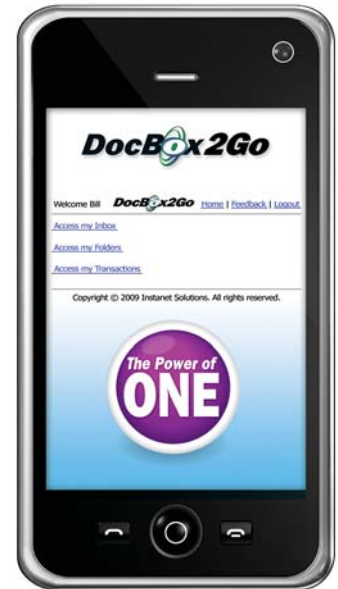 DocBox2Go
Welcome Bill DocBox2Go Home | Feedback | Logout
Access my Inbox
Access my Folders
Access my Transactions
Copyright © 2009 Instanet Solutions. All rights reserved.
The Power of
ONE